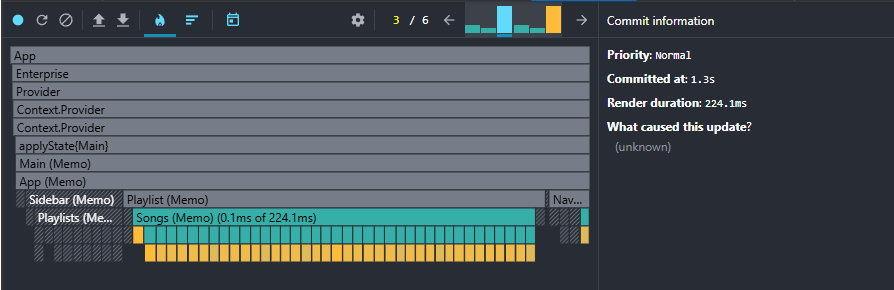 3 / 6
Commit information
App
Enterprise
Provider
Context.Provider
Context.Provider
applyState{Main}
Main (Memo)
App (Memo)
Sidebar (Memo)
Playlist (Memo)
Nav...
Playlists (Me...
Songs (Memo) (0.1ms of 224.1ms)
Priority: Normal
Committed at: 1.3s
Render duration: 224.1ms
What caused this update?
(unknown)